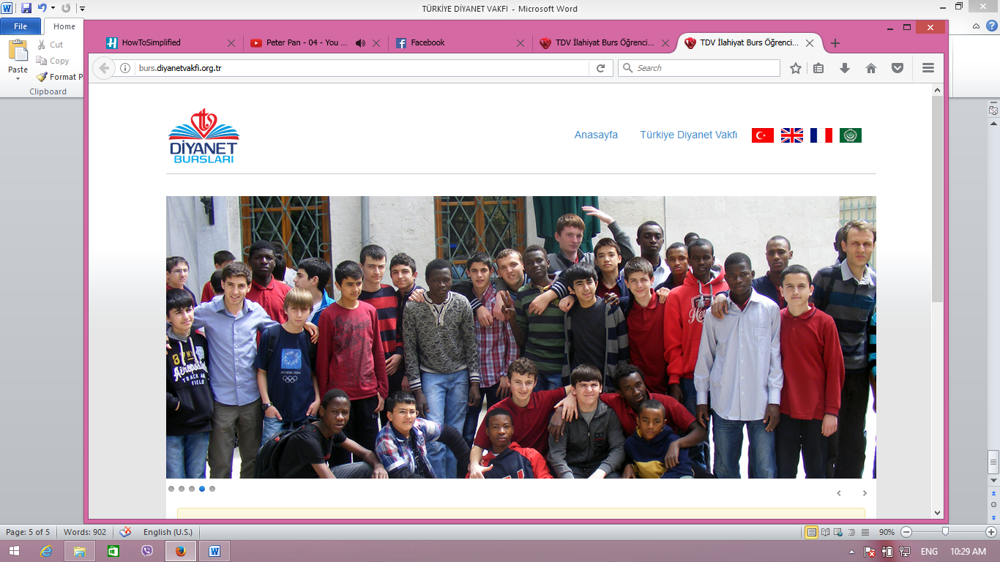 TÜRKİYE DİYANET VAKFI - Microsoft Word
File
Home
Cut
Copy
Format P
Paste
Clipboard
HowToSimplified
Peter Pan - 04 - You ...
Facebook
TDV İlahiyat Burs Öğrenci...
TDV İlahiyat Burs Öğrenci...
burs.diyanetvakfi.org.tr
Search
DİYANET
BURSLARI
Anasayfa
Türkiye Diyanet Vakfı
ATHENS 2004
Page: 5 of 5
Words: 902
English (U.S.)
90%
ENG
10:29 AM